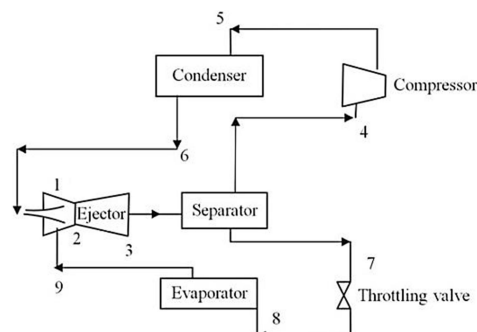 5
Condenser
Compressor
4
6
1
Ejector
Separator
2
3
7
9
Evaporator
Throttling valve
8